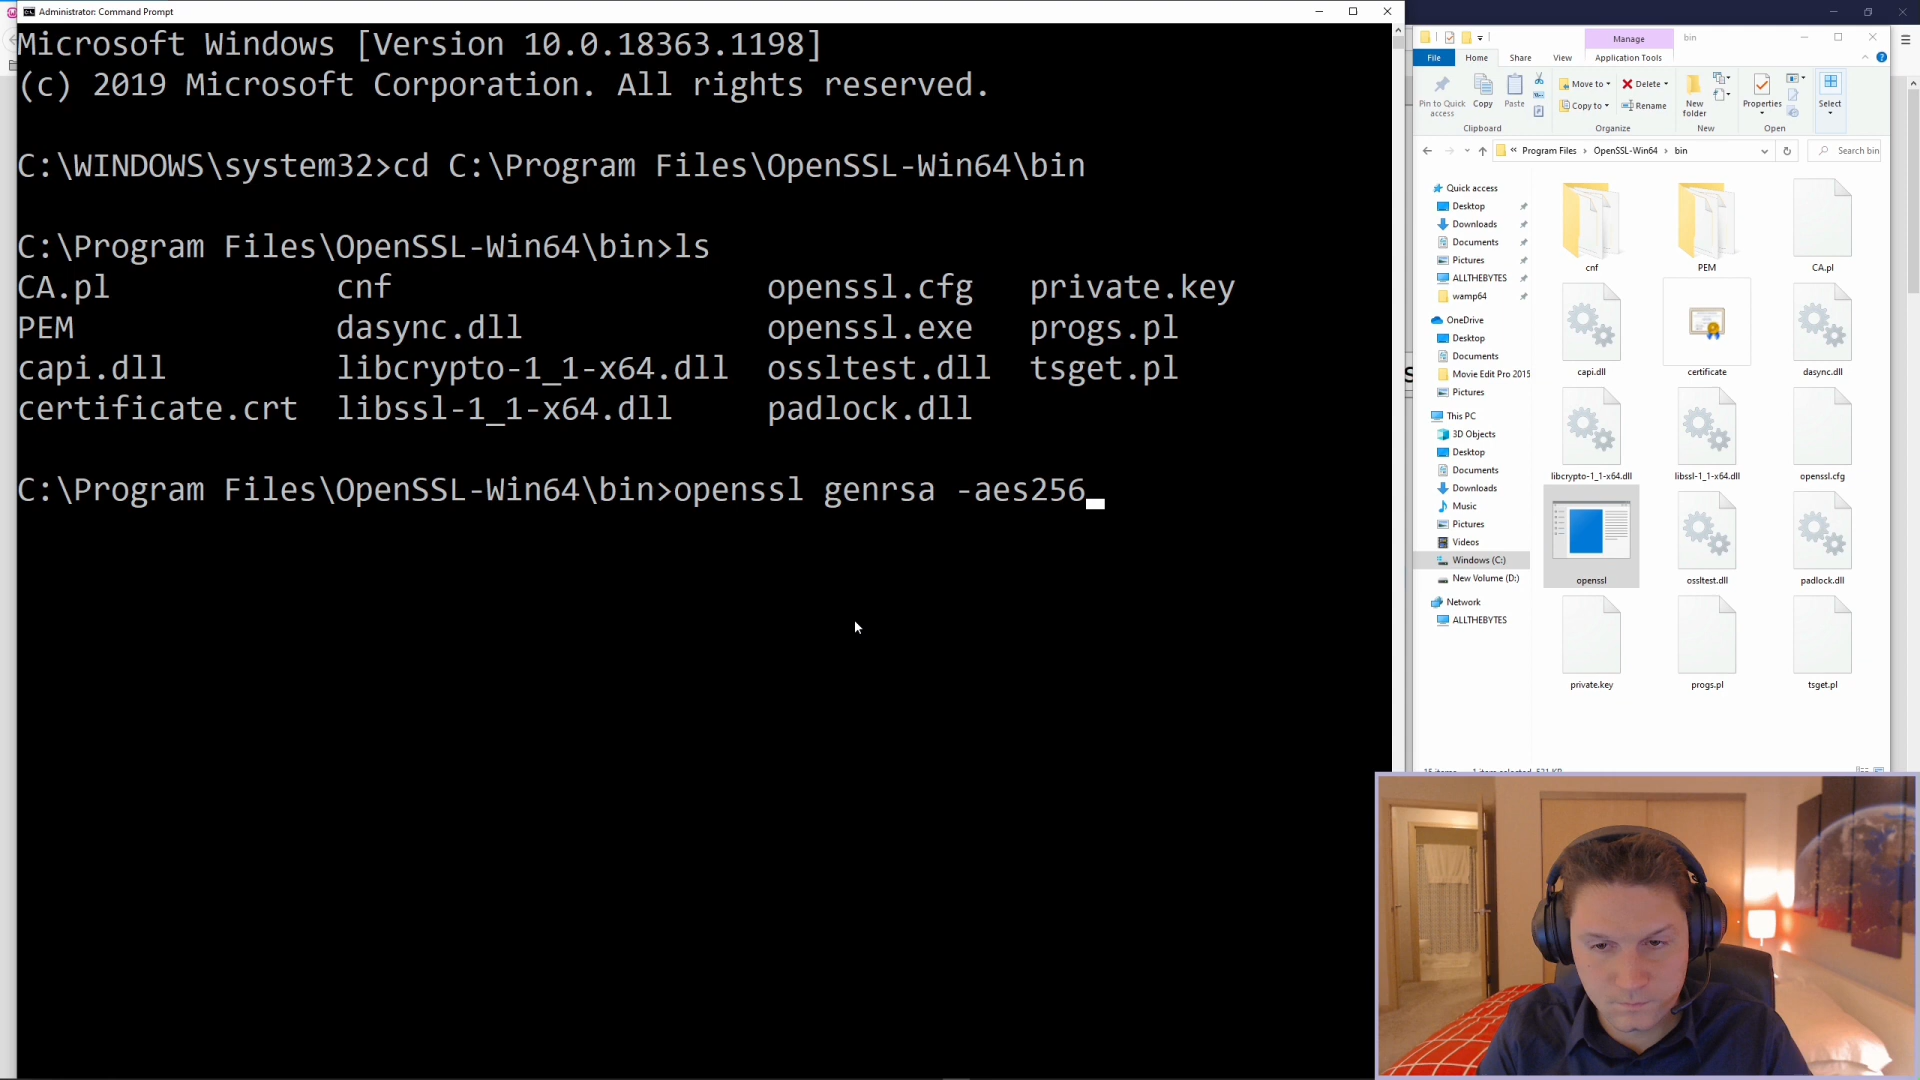 Administrator: Command Prompt
Microsoft Windows [Version 10.0.18363.1198]
(c) 2019 Microsoft Corporation. All rights reserved.
C:\WINDOWS\system32>cd C:\Program Files\OpenSSL-Win64\bin
C:\Program Files\OpenSSL-Win64\bin>ls
CA.pl cnf openssl.cfg private.key
PEM dasync.dll openssl.exe progs.pl
capi.dll libcrypto-1_1-x64.dll ossltest.dll tsget.pl
certificate.crt libssl-1_1-x64.dll padlock.dll
C:\Program Files\OpenSSL-Win64\bin>openssl genrsa -aes256
Manage bin
File Home Share View Application Tools
Pin to Quick access
Copy
Paste
Move to
Copy to
Delete
Rename
New folder
Properties
Select
Clipboard Organize New Open
« Program Files > OpenSSL-Win64 > bin
Search bin
Quick access
Desktop
Downloads
Documents
Pictures
ALLTHEBYTES
wamp64
OneDrive
Desktop
Documents
Movie Edit Pro 2015
Pictures
This PC
3D Objects
Desktop
Documents
Downloads
Music
Pictures
Videos
Windows (C:)
New Volume (D:)
Network
ALLTHEBYTES
cnf PEM CA.pl
capi.dll certificate dasync.dll
libcrypto-1_1-x64.dll libssl-1_1-x64.dll openssl.cfg
openssl ossltest.dll padlock.dll
private.key progs.pl tsget.pl